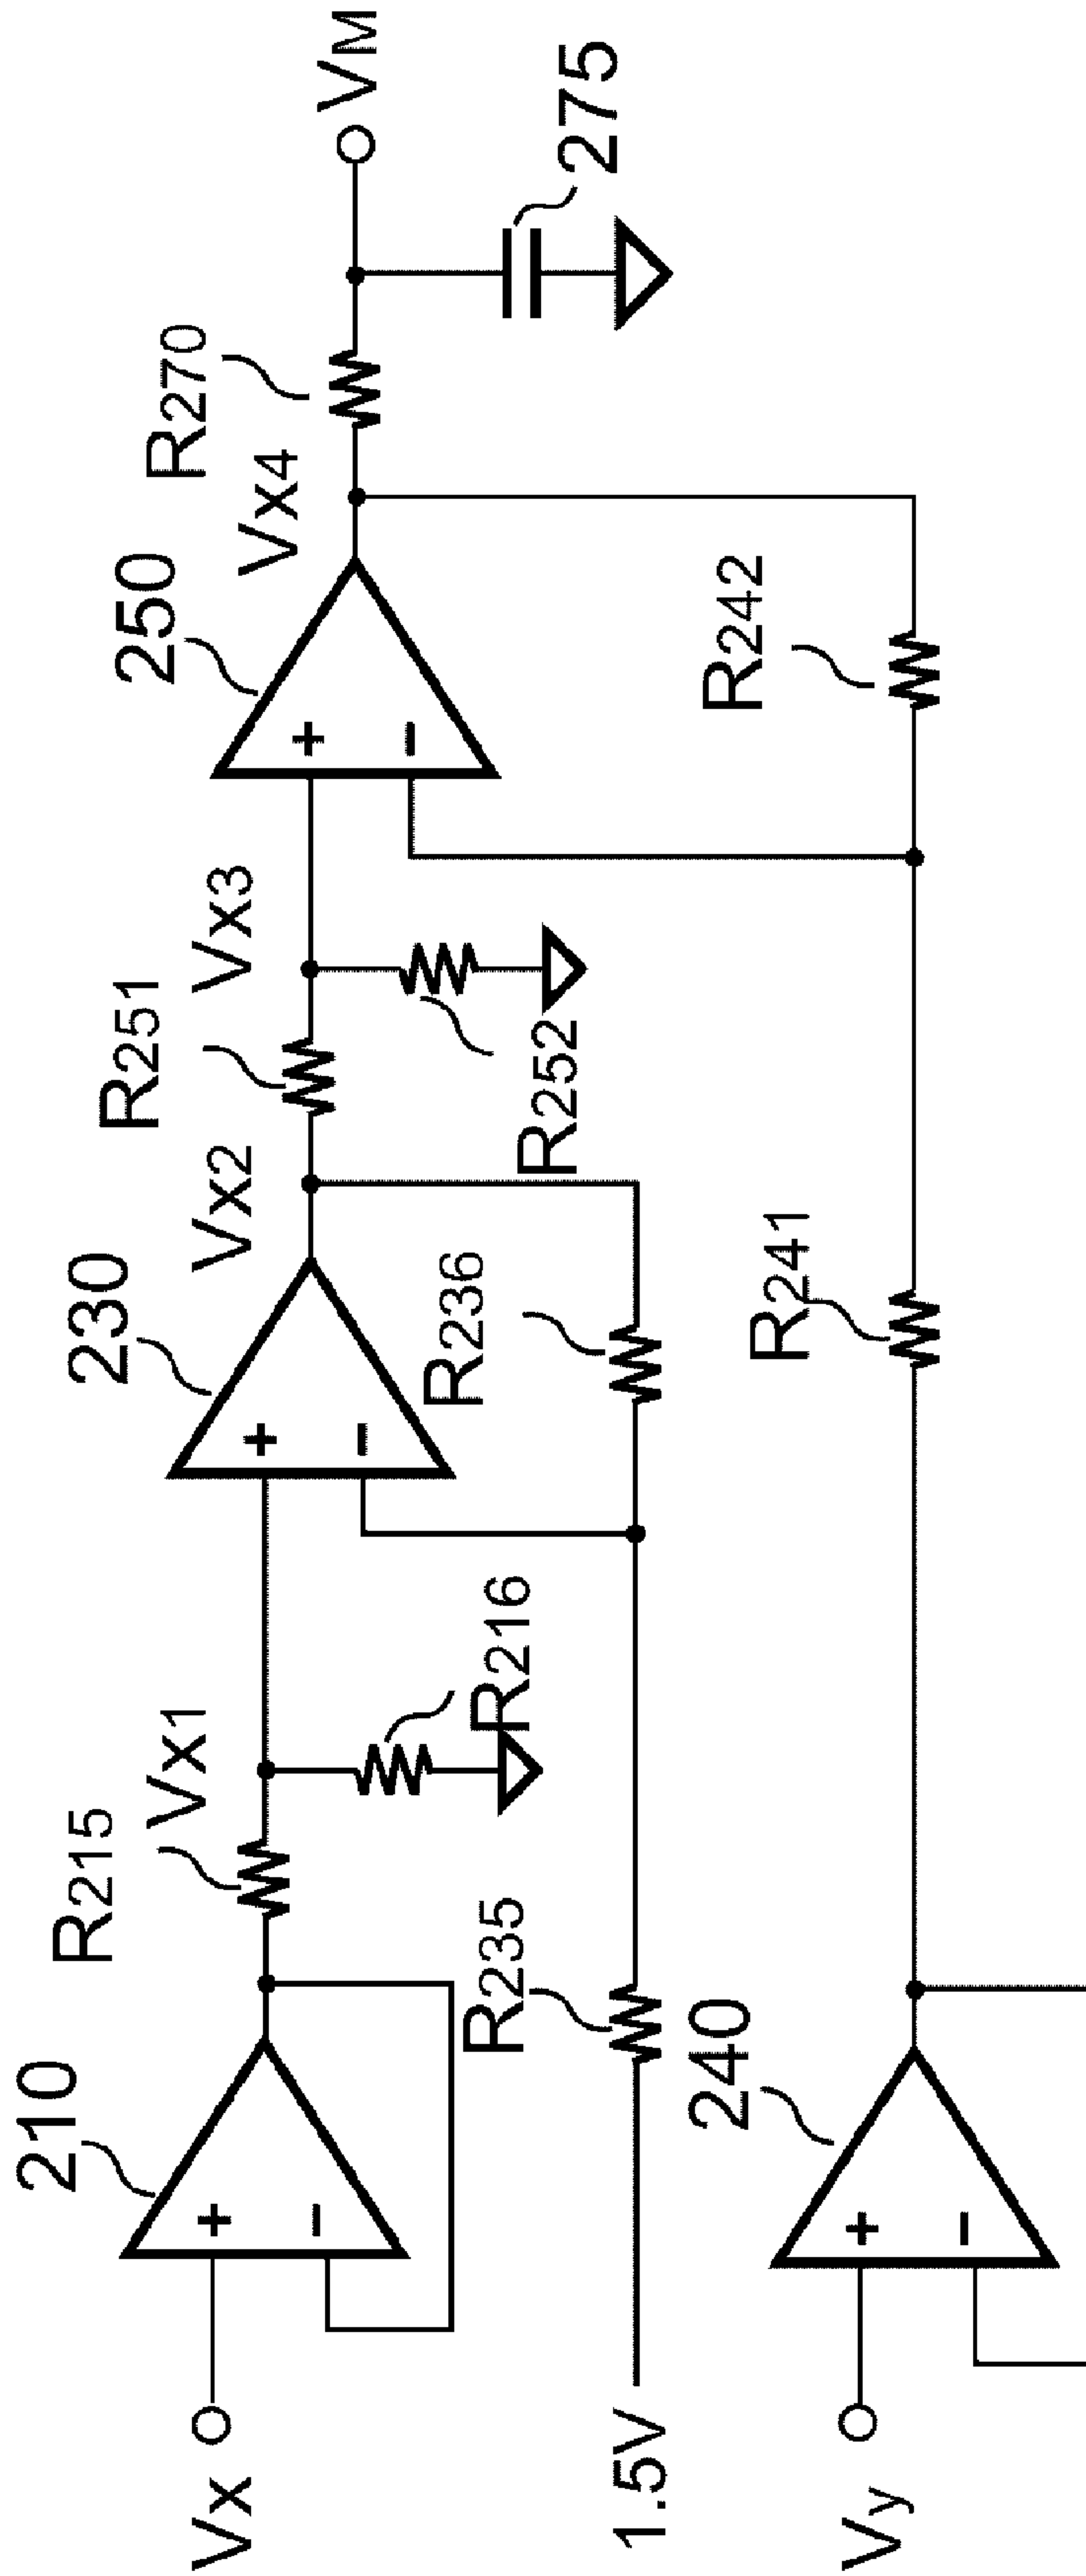 Vx
210
+
−
R215
Vx1
R216
230
+
−
Vx2
R235
R236
1.5V
R251
Vx3
R252
250
+
−
Vx4
R270
VM
275
Vy
240
+
−
R241
R242